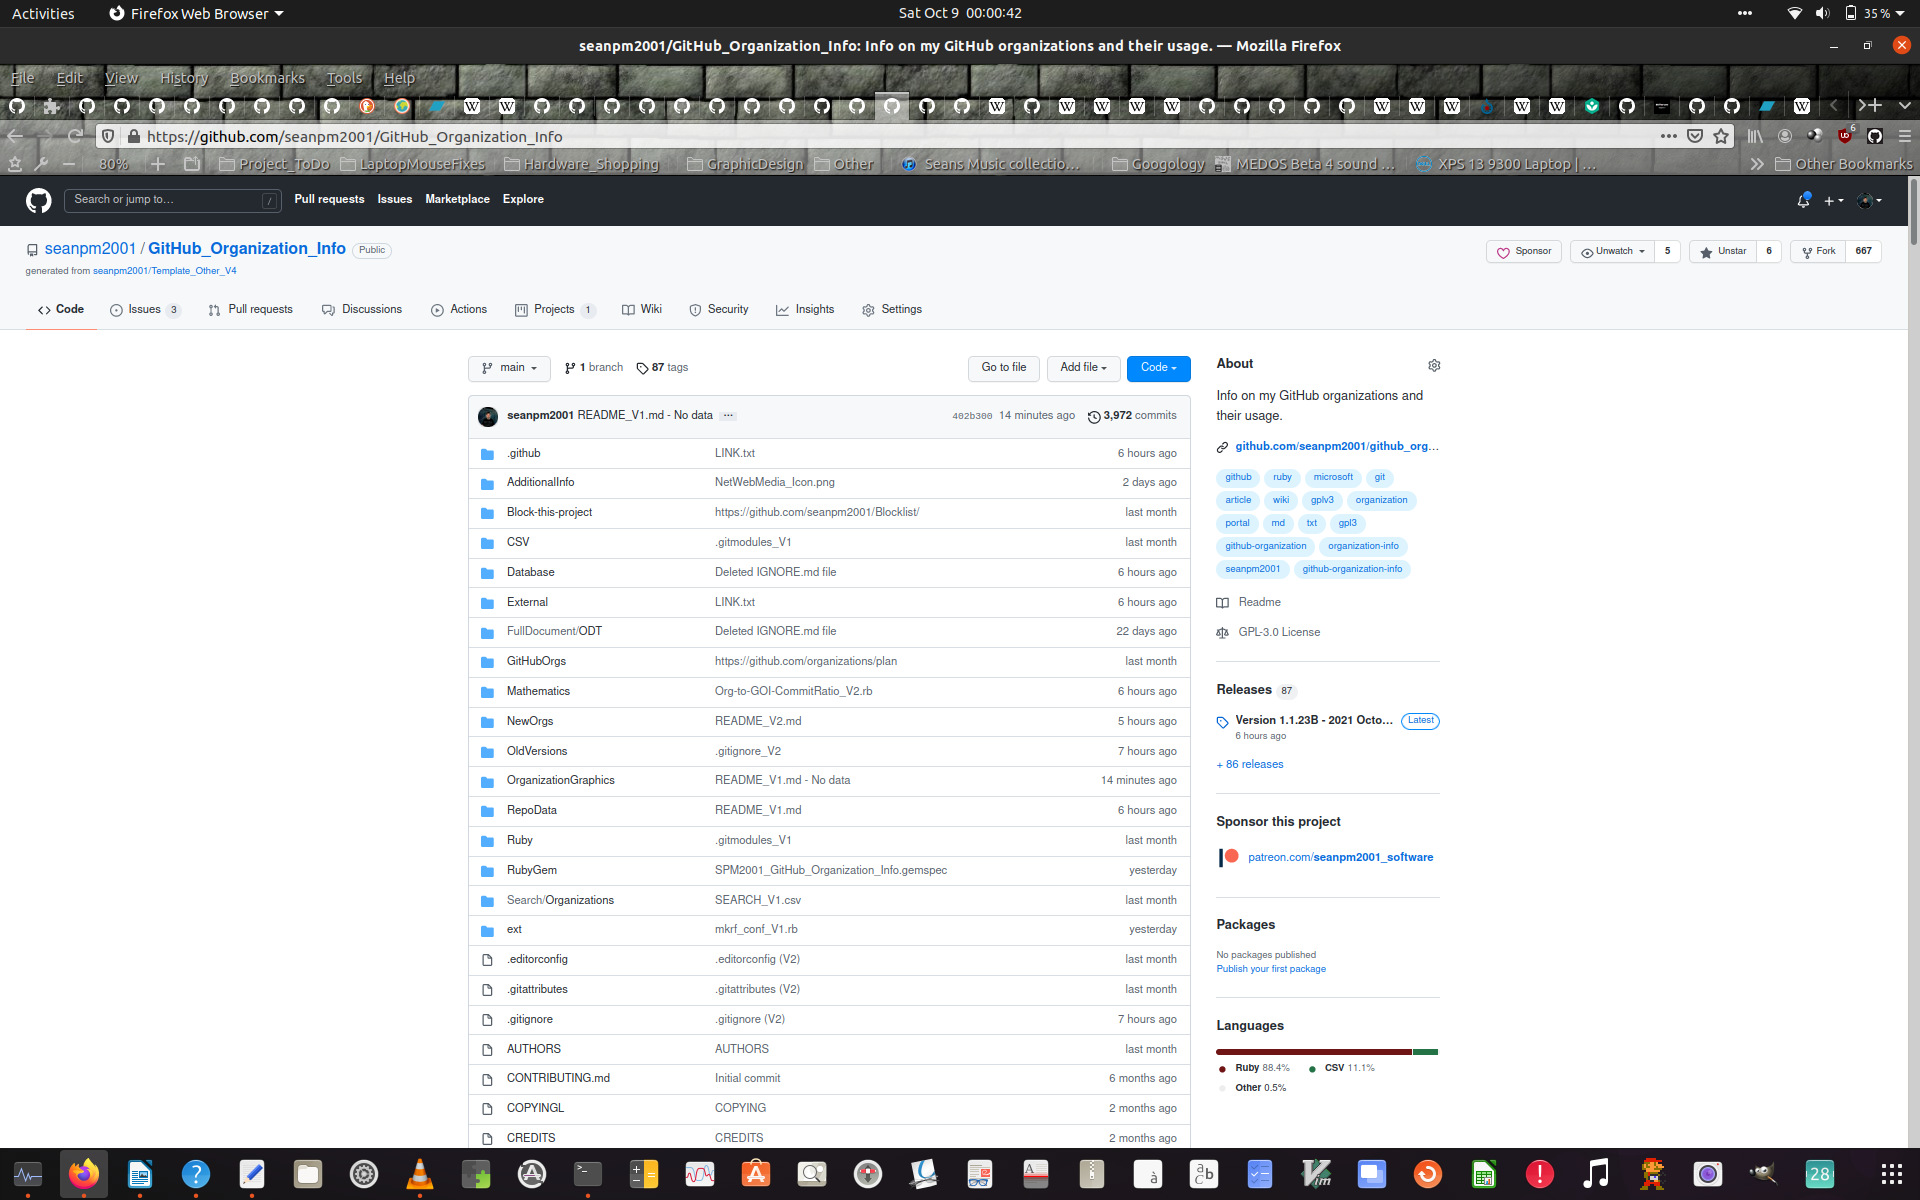 Activities Firefox Web Browser Sat Oct 9 00:00:42 35 %
seanpm2001/GitHub_Organization_Info: Info on my GitHub organizations and their usage. — Mozilla Firefox
File Edit View History Bookmarks Tools Help
https://github.com/seanpm2001/GitHub_Organization_Info 6
80% Project_ToDo LaptopMouseFixes Hardware_Shopping GraphicDesign Other Seans Music collectio… Googology MEDOS Beta 4 sound … XPS 13 9300 Laptop | … Other Bookmarks
Search or jump to… / Pull requests Issues Marketplace Explore
seanpm2001 / GitHub_Organization_Info Public Sponsor Unwatch 5 Unstar 6 Fork 667
generated from seanpm2001/Template_Other_V4
Code Issues 3 Pull requests Discussions Actions Projects 1 Wiki Security Insights Settings
main 1 branch 87 tags Go to file Add file Code
seanpm2001 README_V1.md - No data ... 402b300 14 minutes ago 3,972 commits
.github LINK.txt 6 hours ago
AdditionalInfo NetWebMedia_Icon.png 2 days ago
Block-this-project https://github.com/seanpm2001/Blocklist/ last month
CSV .gitmodules_V1 last month
Database Deleted IGNORE.md file 6 hours ago
External LINK.txt 6 hours ago
FullDocument/ODT Deleted IGNORE.md file 22 days ago
GitHubOrgs https://github.com/organizations/plan last month
Mathematics Org-to-GOI-CommitRatio_V2.rb 6 hours ago
NewOrgs README_V2.md 5 hours ago
OldVersions .gitignore_V2 7 hours ago
OrganizationGraphics README_V1.md - No data 14 minutes ago
RepoData README_V1.md 6 hours ago
Ruby .gitmodules_V1 last month
RubyGem SPM2001_GitHub_Organization_Info.gemspec yesterday
Search/Organizations SEARCH_V1.csv last month
ext mkrf_conf_V1.rb yesterday
.editorconfig .editorconfig (V2) last month
.gitattributes .gitattributes (V2) last month
.gitignore .gitignore (V2) 7 hours ago
AUTHORS AUTHORS last month
CONTRIBUTING.md Initial commit 6 months ago
COPYINGL COPYING 2 months ago
CREDITS CREDITS 2 months ago
About
Info on my GitHub organizations and
their usage.
github.com/seanpm2001/github_org…
github ruby microsoft git
article wiki gplv3 organization
portal md txt gpl3
github-organization organization-info
seanpm2001 github-organization-info
Readme
GPL-3.0 License
Releases 87
Version 1.1.23B - 2021 Octo… Latest
6 hours ago
+ 86 releases
Sponsor this project
patreon.com/seanpm2001_software
Packages
No packages published
Publish your first package
Languages
Ruby 88.4% CSV 11.1%
Other 0.5%
28